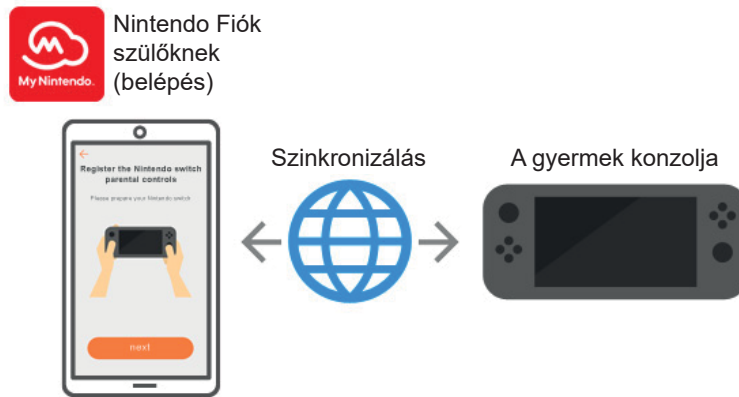 My Nintendo.
Nintendo Fiók
szülőknek
(belépés)
Szinkronizálás
A gyermek konzolja
←
Register the Nintendo switch
parental controls
Please prepare your Nintendo switch
next